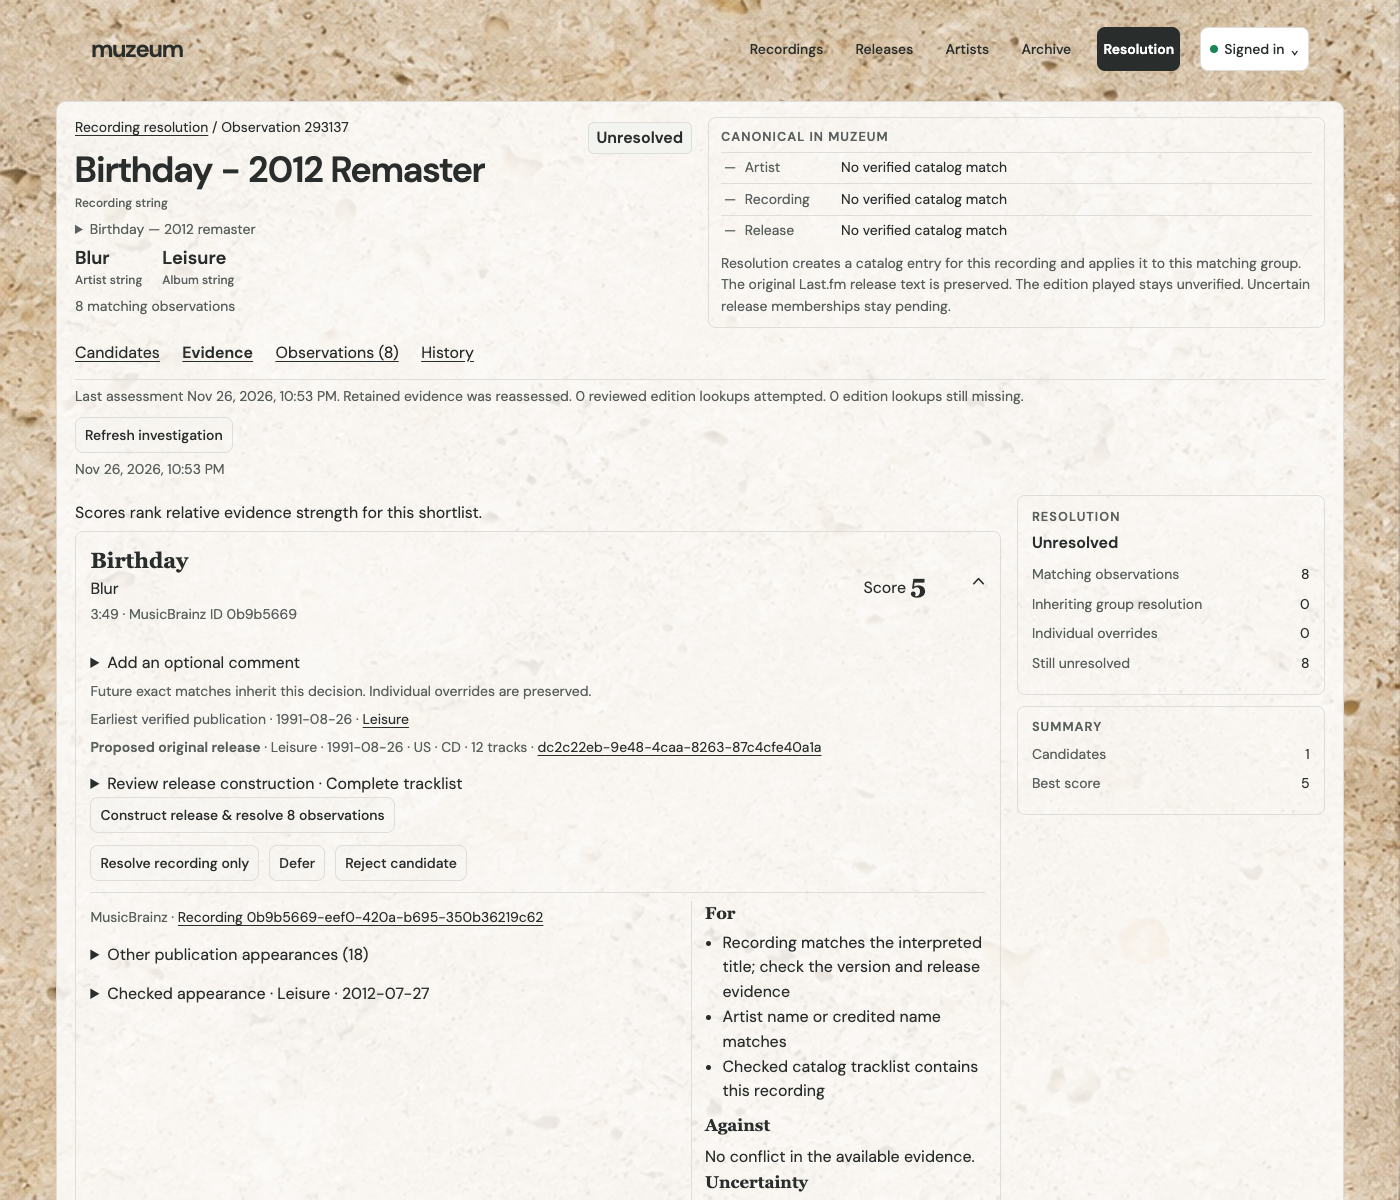 muzeum
Recordings
Releases
Artists
Archive
Resolution
Signed in
Recording resolution / Observation 293137
Unresolved
Birthday – 2012 Remaster
Recording string
Birthday — 2012 remaster
Blur
Leisure
Artist string
Album string
8 matching observations
CANONICAL IN MUZEUM
— Artist No verified catalog match
— Recording No verified catalog match
— Release No verified catalog match
Resolution creates a catalog entry for this recording and applies it to this matching group.
The original Last.fm release text is preserved. The edition played stays unverified. Uncertain
release memberships stay pending.
Candidates
Evidence
Observations (8)
History
Last assessment Nov 26, 2026, 10:53 PM. Retained evidence was reassessed. 0 reviewed edition lookups attempted. 0 edition lookups still missing.
Refresh investigation
Nov 26, 2026, 10:53 PM
Scores rank relative evidence strength for this shortlist.
Birthday
Blur
3:49 · MusicBrainz ID 0b9b5669
Score 5
Add an optional comment
Future exact matches inherit this decision. Individual overrides are preserved.
Earliest verified publication · 1991-08-26 · Leisure
Proposed original release · Leisure · 1991-08-26 · US · CD · 12 tracks · dc2c22eb-9e48-4caa-8263-87c4cfe40a1a
Review release construction · Complete tracklist
Construct release & resolve 8 observations
Resolve recording only
Defer
Reject candidate
MusicBrainz · Recording 0b9b5669-eef0-420a-b695-350b36219c62
Other publication appearances (18)
Checked appearance · Leisure · 2012-07-27
For
• Recording matches the interpreted
title; check the version and release
evidence
• Artist name or credited name
matches
• Checked catalog tracklist contains
this recording
Against
No conflict in the available evidence.
Uncertainty
RESOLUTION
Unresolved
Matching observations 8
Inheriting group resolution 0
Individual overrides 0
Still unresolved 8
SUMMARY
Candidates 1
Best score 5